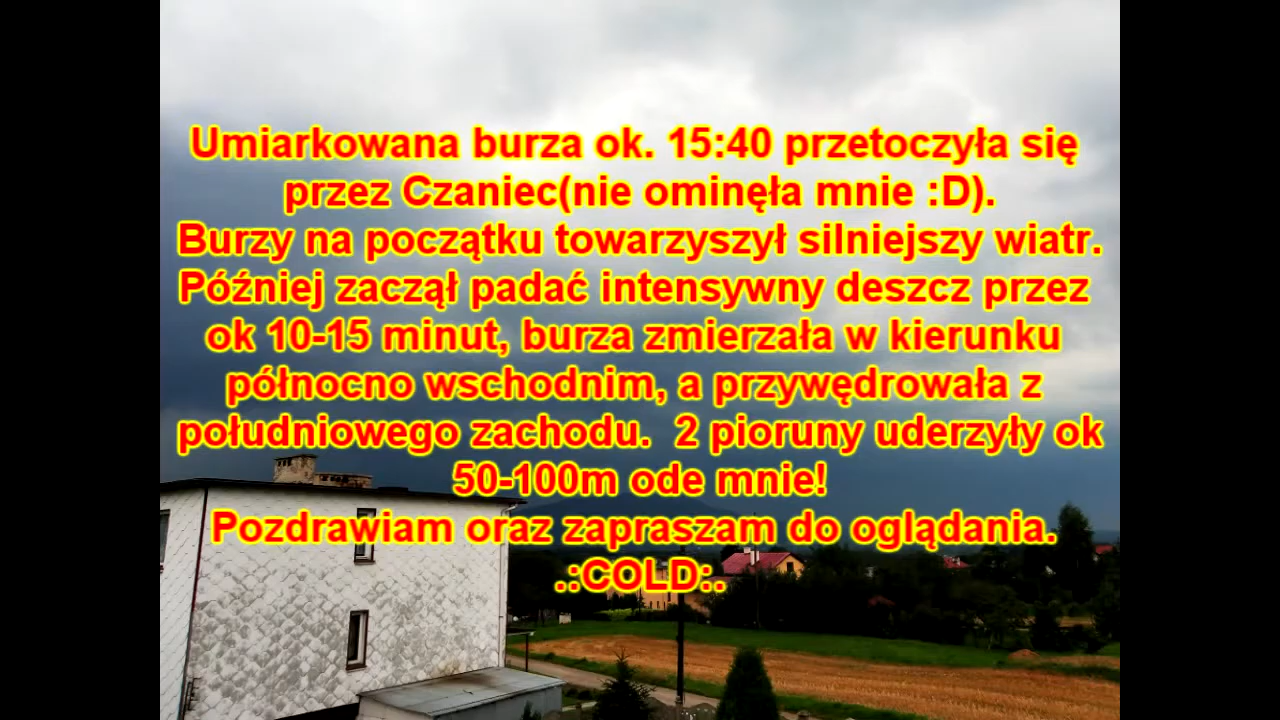 Umiarkowana burza ok. 15:40 przetoczyła się
przez Czaniec(nie ominęła mnie :D).
Burzy na początku towarzyszył silniejszy wiatr.
Później zaczął padać intensywny deszcz przez
ok 10-15 minut, burza zmierzała w kierunku
północno wschodnim, a przywędrowała z
południowego zachodu.  2 pioruny uderzyły ok
50-100m ode mnie!
Pozdrawiam oraz zapraszam do oglądania.
.:COLD:.